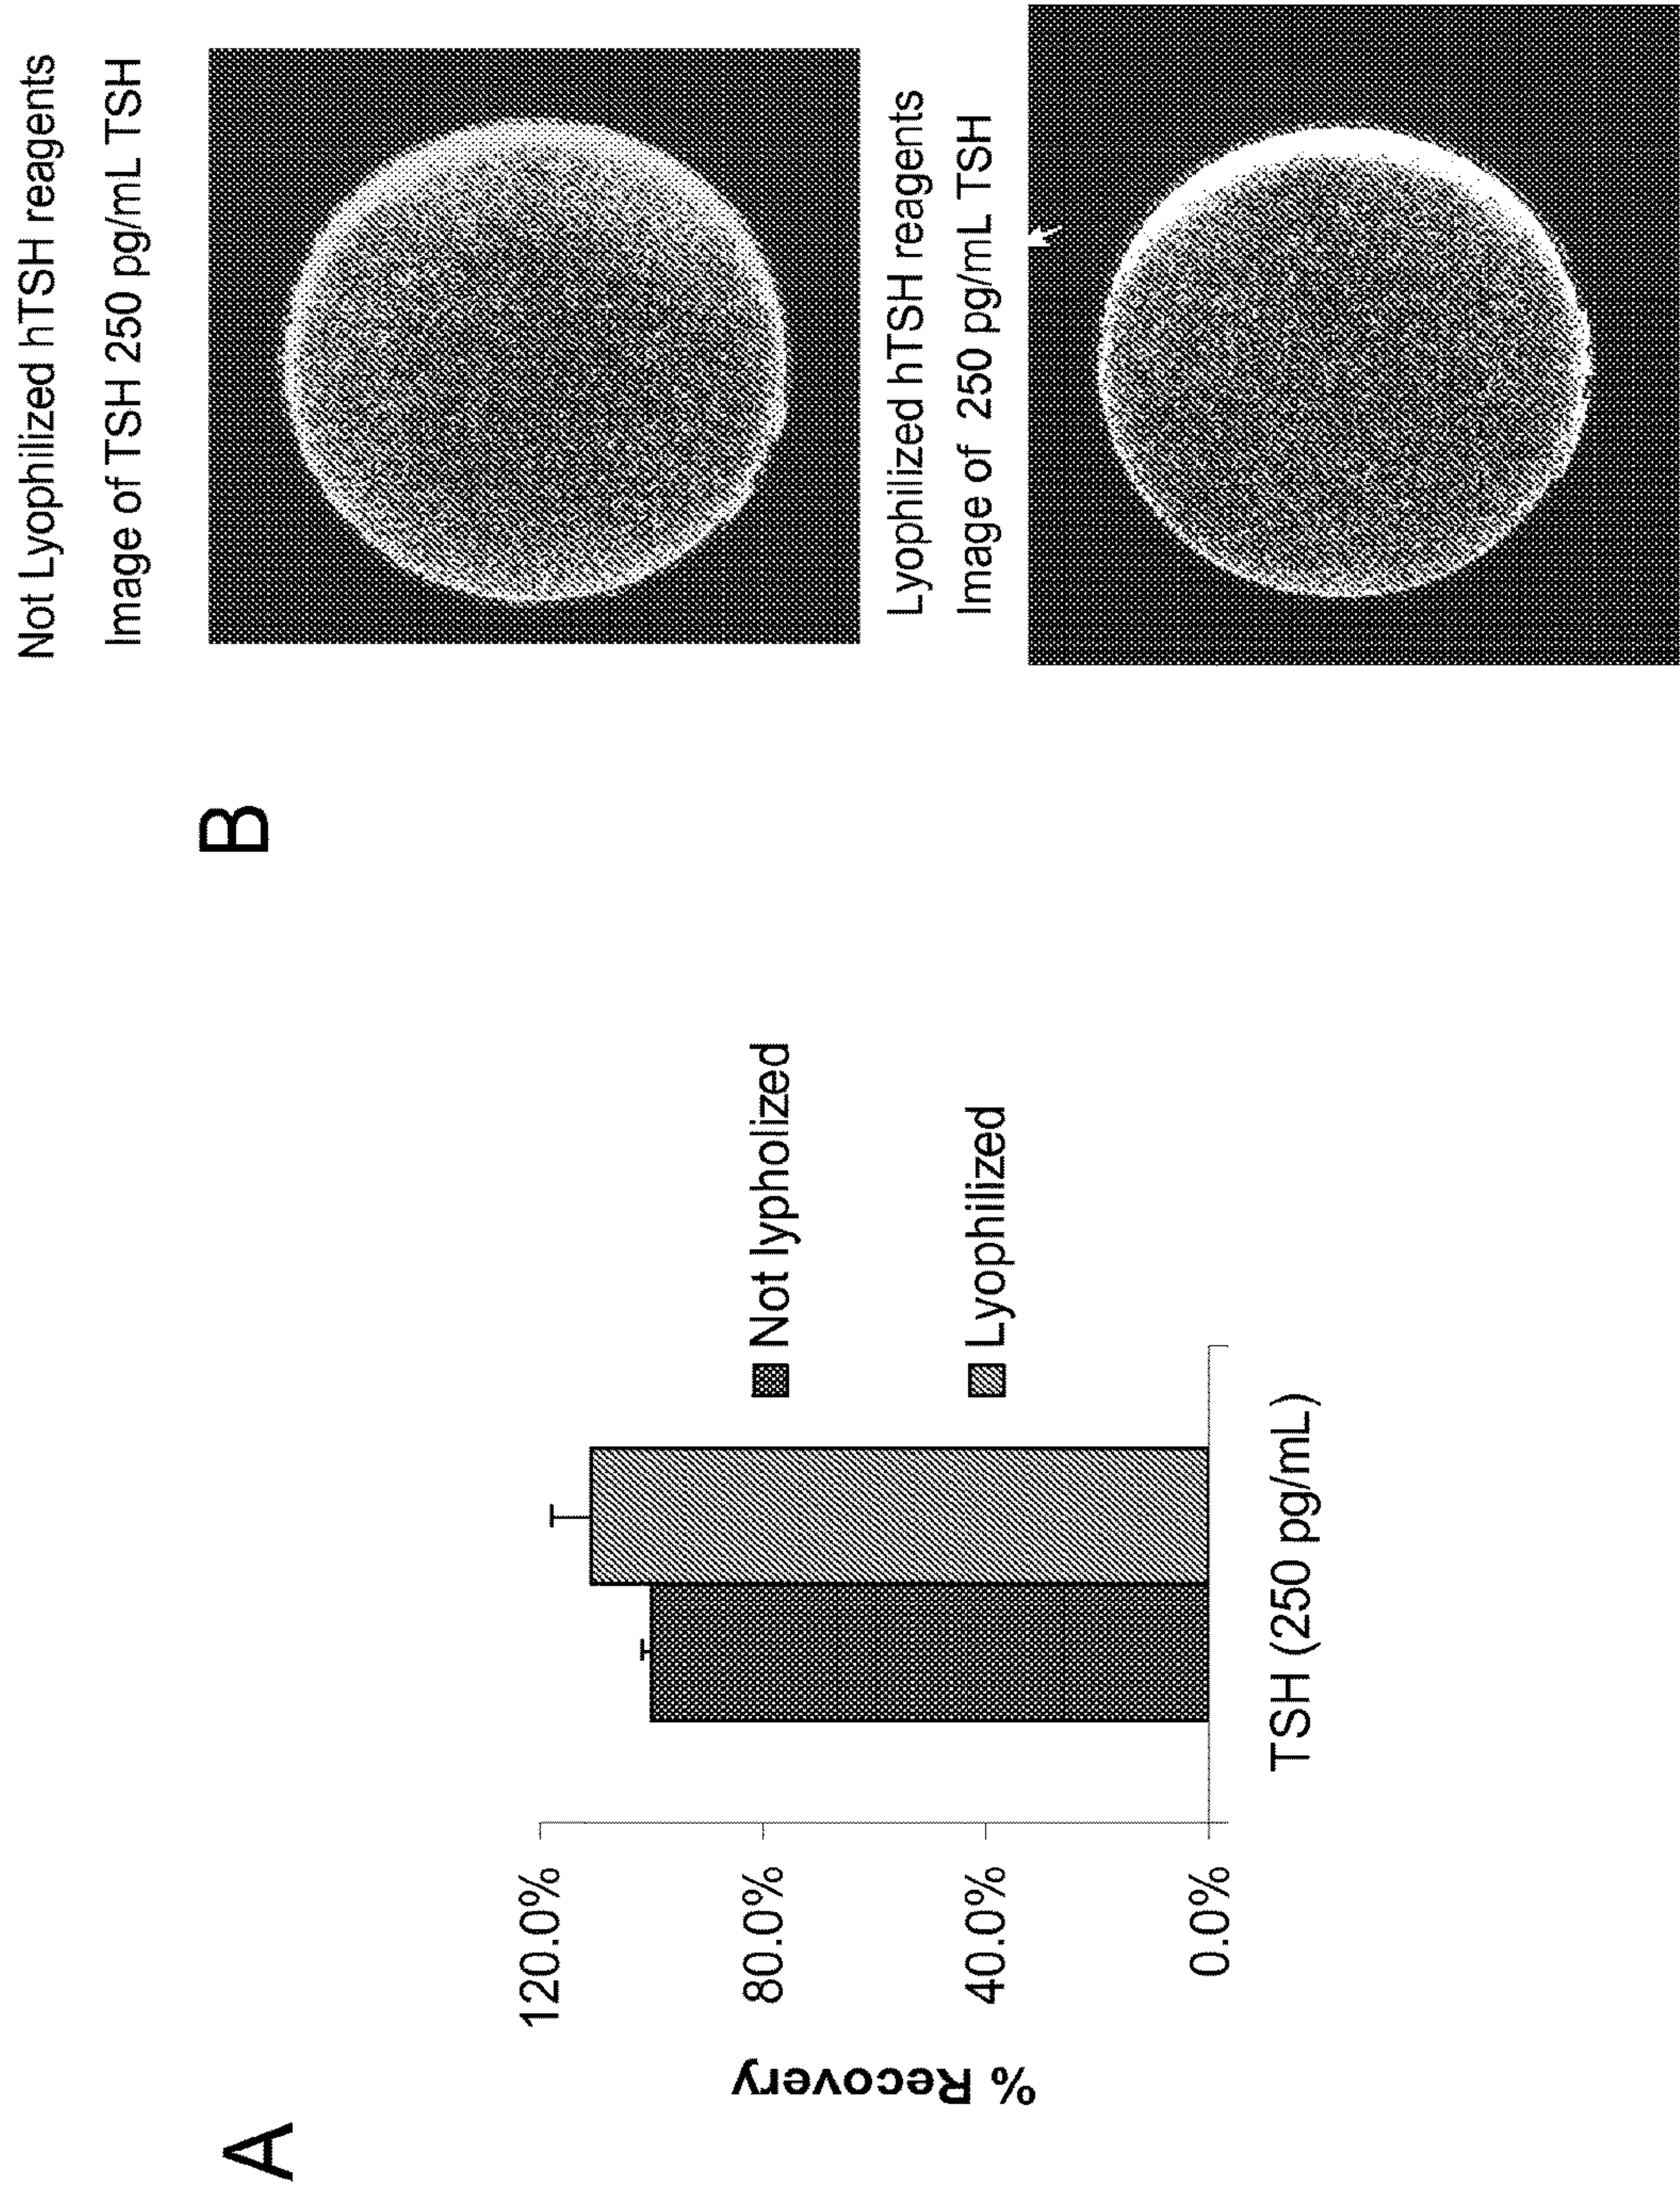 A
% Recovery
120.0%
80.0%
40.0%
0.0%
TSH (250 pg/mL)
Not lypholized
Lyophilized
B
Not Lyophilized hTSH reagents
Image of TSH 250 pg/mL TSH
Lyophilized hTSH reagents
Image of 250 pg/mL TSH